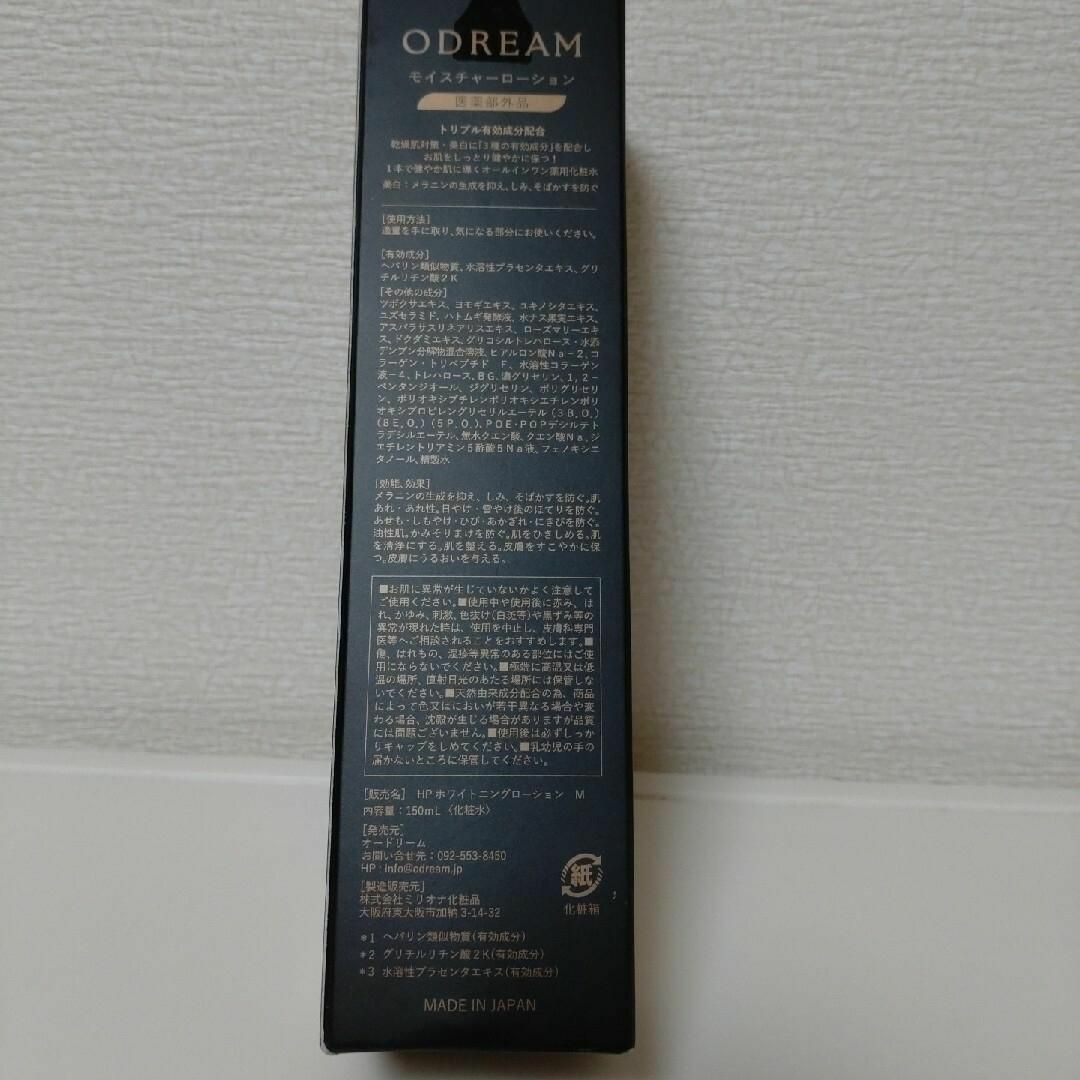 ODREAM
モイスチャーローション
医薬部外品
トリプル有効成分配合
乾燥肌対策・美白に「3種の有効成分」を配合し
お肌をしっとり健やかに保つ！
1本で健やか肌に導くオールインワン薬用化粧水
美白：メラニンの生成を抑え、しみ、そばかすを防ぐ
[使用方法]
適量を手に取り、気になる部分にお使いください。
[有効成分]
ヘパリン類似物質、水溶性プラセンタエキス、グリ
チルリチン酸2K
[その他の成分]
ツボクサエキス、ヨモギエキス、ユキノシタエキス、
ユズセラミド、ハトムギ発酵液、水ナス果実エキス、
アスパラサスリネアリスエキス、ローズマリーエキ
ス、ドクダミエキス、グリコシルトレハロース・水添
デンプン分解物混合溶液、ヒアルロン酸Na－2、コ
ラーゲン・トリペプチド F、水溶性コラーゲン
液－4、トレハロース、BG、濃グリセリン、1,2－
ペンタンジオール、ジグリセリン、ポリグリセリ
ン、ポリオキシブチレンポリオキシエチレンポリ
オキシプロピレングリセリルエーテル（3B.O.）
（8E.O.）（5P.O.）、POE・POPデシルテト
ラデシルエーテル、無水クエン酸、クエン酸Na、ジ
エチレントリアミン5酢酸5Na液、フェノキシエ
タノール、精製水
[効能、効果]
メラニンの生成を抑え、しみ、そばかすを防ぐ。肌
あれ・あれ性。日やけ・雪やけ後のほてりを防ぐ。
あせも・しもやけ・ひび・あかぎれ・にきびを防ぐ。
油性肌。かみそりまけを防ぐ。肌をひきしめる。肌
を清浄にする。肌を整える。皮膚をすこやかに保
つ。皮膚にうるおいを与える。
■お肌に異常が生じていないかよく注意して
ご使用ください。■使用中や使用後に赤み、は
れ、かゆみ、刺激、色抜け(白斑等)や黒ずみ等の
異常が現れた時は、使用を中止し、皮膚科専門
医等へご相談されることをおすすめします。■
傷、はれもの、湿疹等異常のある部位にはご使
用にならないでください。■極端に高温又は低
温の場所、直射日光のあたる場所には保管しな
いでください。■天然由来成分配合の為、商品
によって色又はにおいが若干異なる場合や変
わる場合、沈殿が生じる場合がありますが品質
には問題ございません。■使用後は必ずしっか
りキャップをしめてください。■乳幼児の手の
届かないところに保管してください。
[販売名] HPホワイトニングローション M
内容量：150mL〈化粧水〉
[発売元]
オードリーム
お問い合せ先：092-553-8460
HP：info@odream.jp
[製造販売元]
株式会社ミリオナ化粧品
大阪府東大阪市加納3-14-32
紙
化粧箱
*1 ヘパリン類似物質(有効成分)
*2 グリチルリチン酸2K(有効成分)
*3 水溶性プラセンタエキス(有効成分)
MADE IN JAPAN